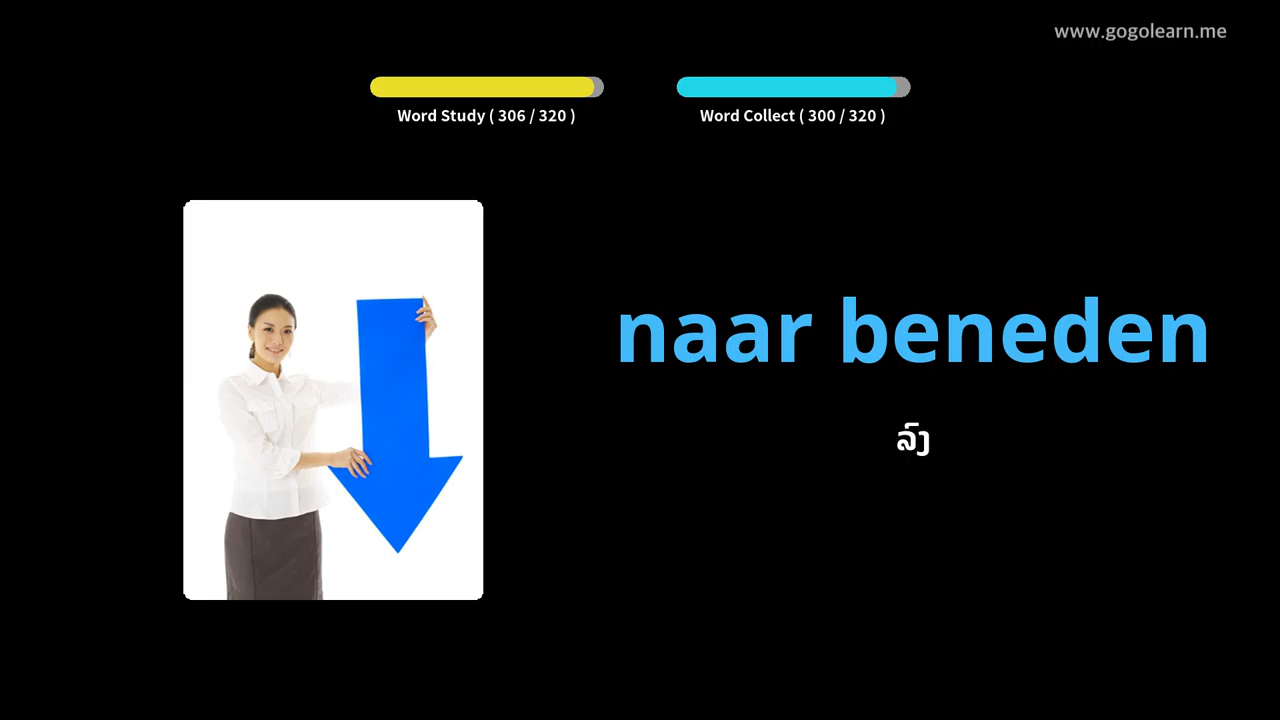 www.gogolearn.me
Word Study ( 306 / 320 )
Word Collect ( 300 / 320 )
naar beneden
ລົງ